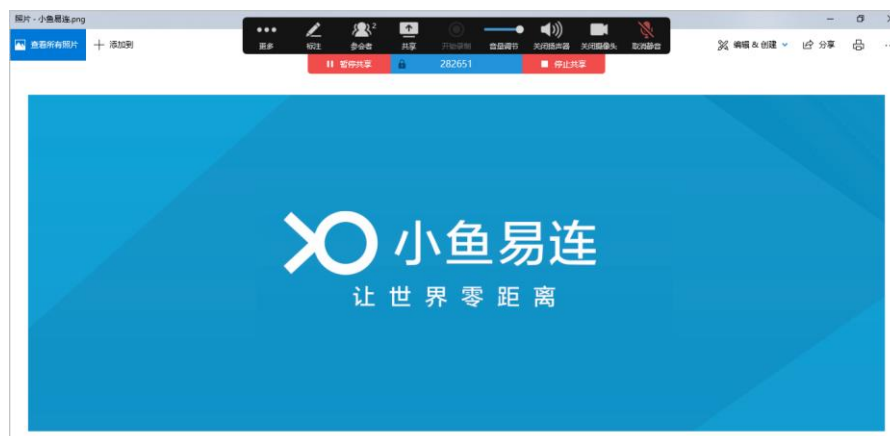 照片 - 小鱼易连.png
查看所有照片 添加到
2
更多 标注 参会者 共享 开始录制 音量调节 关闭扬声器 关闭摄像头 取消静音
编辑 & 创建 分享
暂停共享 282651 停止共享
小鱼易连
让世界零距离